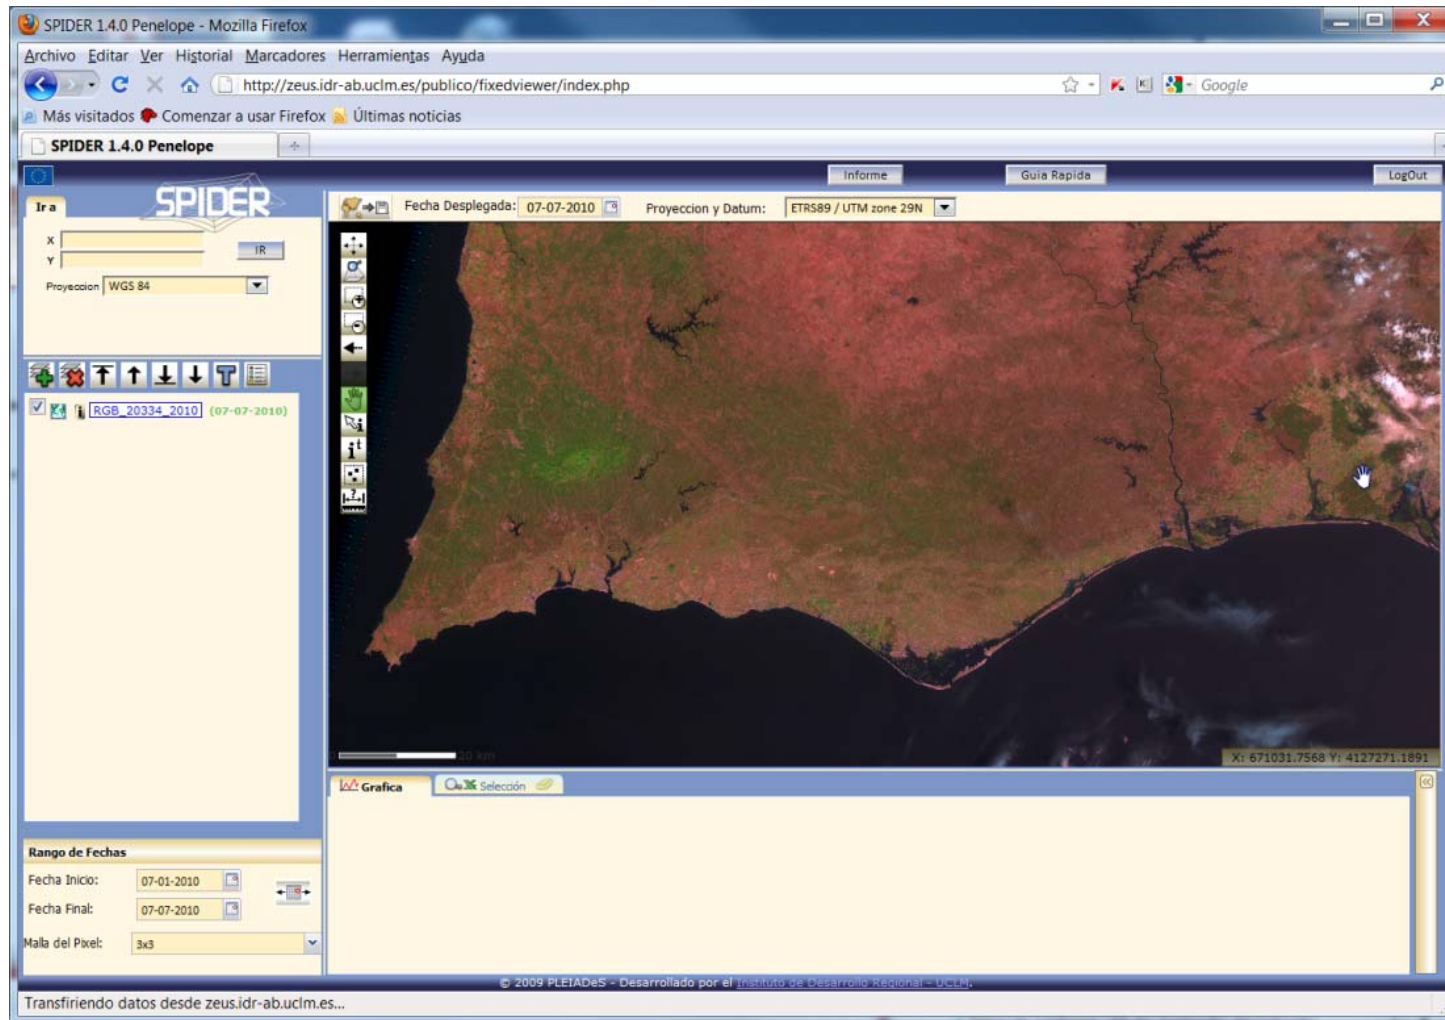 SPIDER 1.4.0 Penelope - Mozilla Firefox
Archivo Editar Ver Historial Marcadores Herramientas Ayuda
http://zeus.idr-ab.uclm.es/publico/fixedviewer/index.php
Google
Más visitados Comenzar a usar Firefox Últimas noticias
SPIDER 1.4.0 Penelope
Informe Guia Rapida LogOut
SPIDER
Ir a
Fecha Desplegada: 07-07-2010 Proyeccion y Datum: ETRS89 / UTM zone 29N
X
IR
Y
Proyeccion WGS 84
RGB_20334_2010 (07-07-2010)
20 km
X: 671031.7568 Y: 4127271.1891
Grafica Selección
Rango de Fechas
Fecha Inicio: 07-01-2010
Fecha Final: 07-07-2010
Malla del Pixel: 3x3
© 2009 PLEIADeS - Desarrollado por el Instituto de Desarrollo Regional - UCLM.
Transfiriendo datos desde zeus.idr-ab.uclm.es...